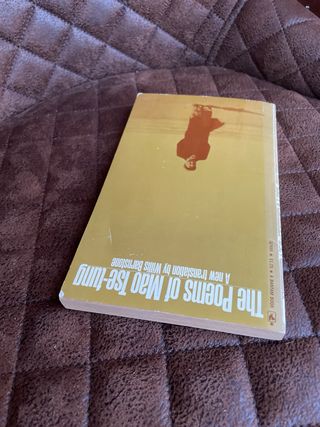 The Poems of Mao Tse-tung
A new translation by Willis Barnstone